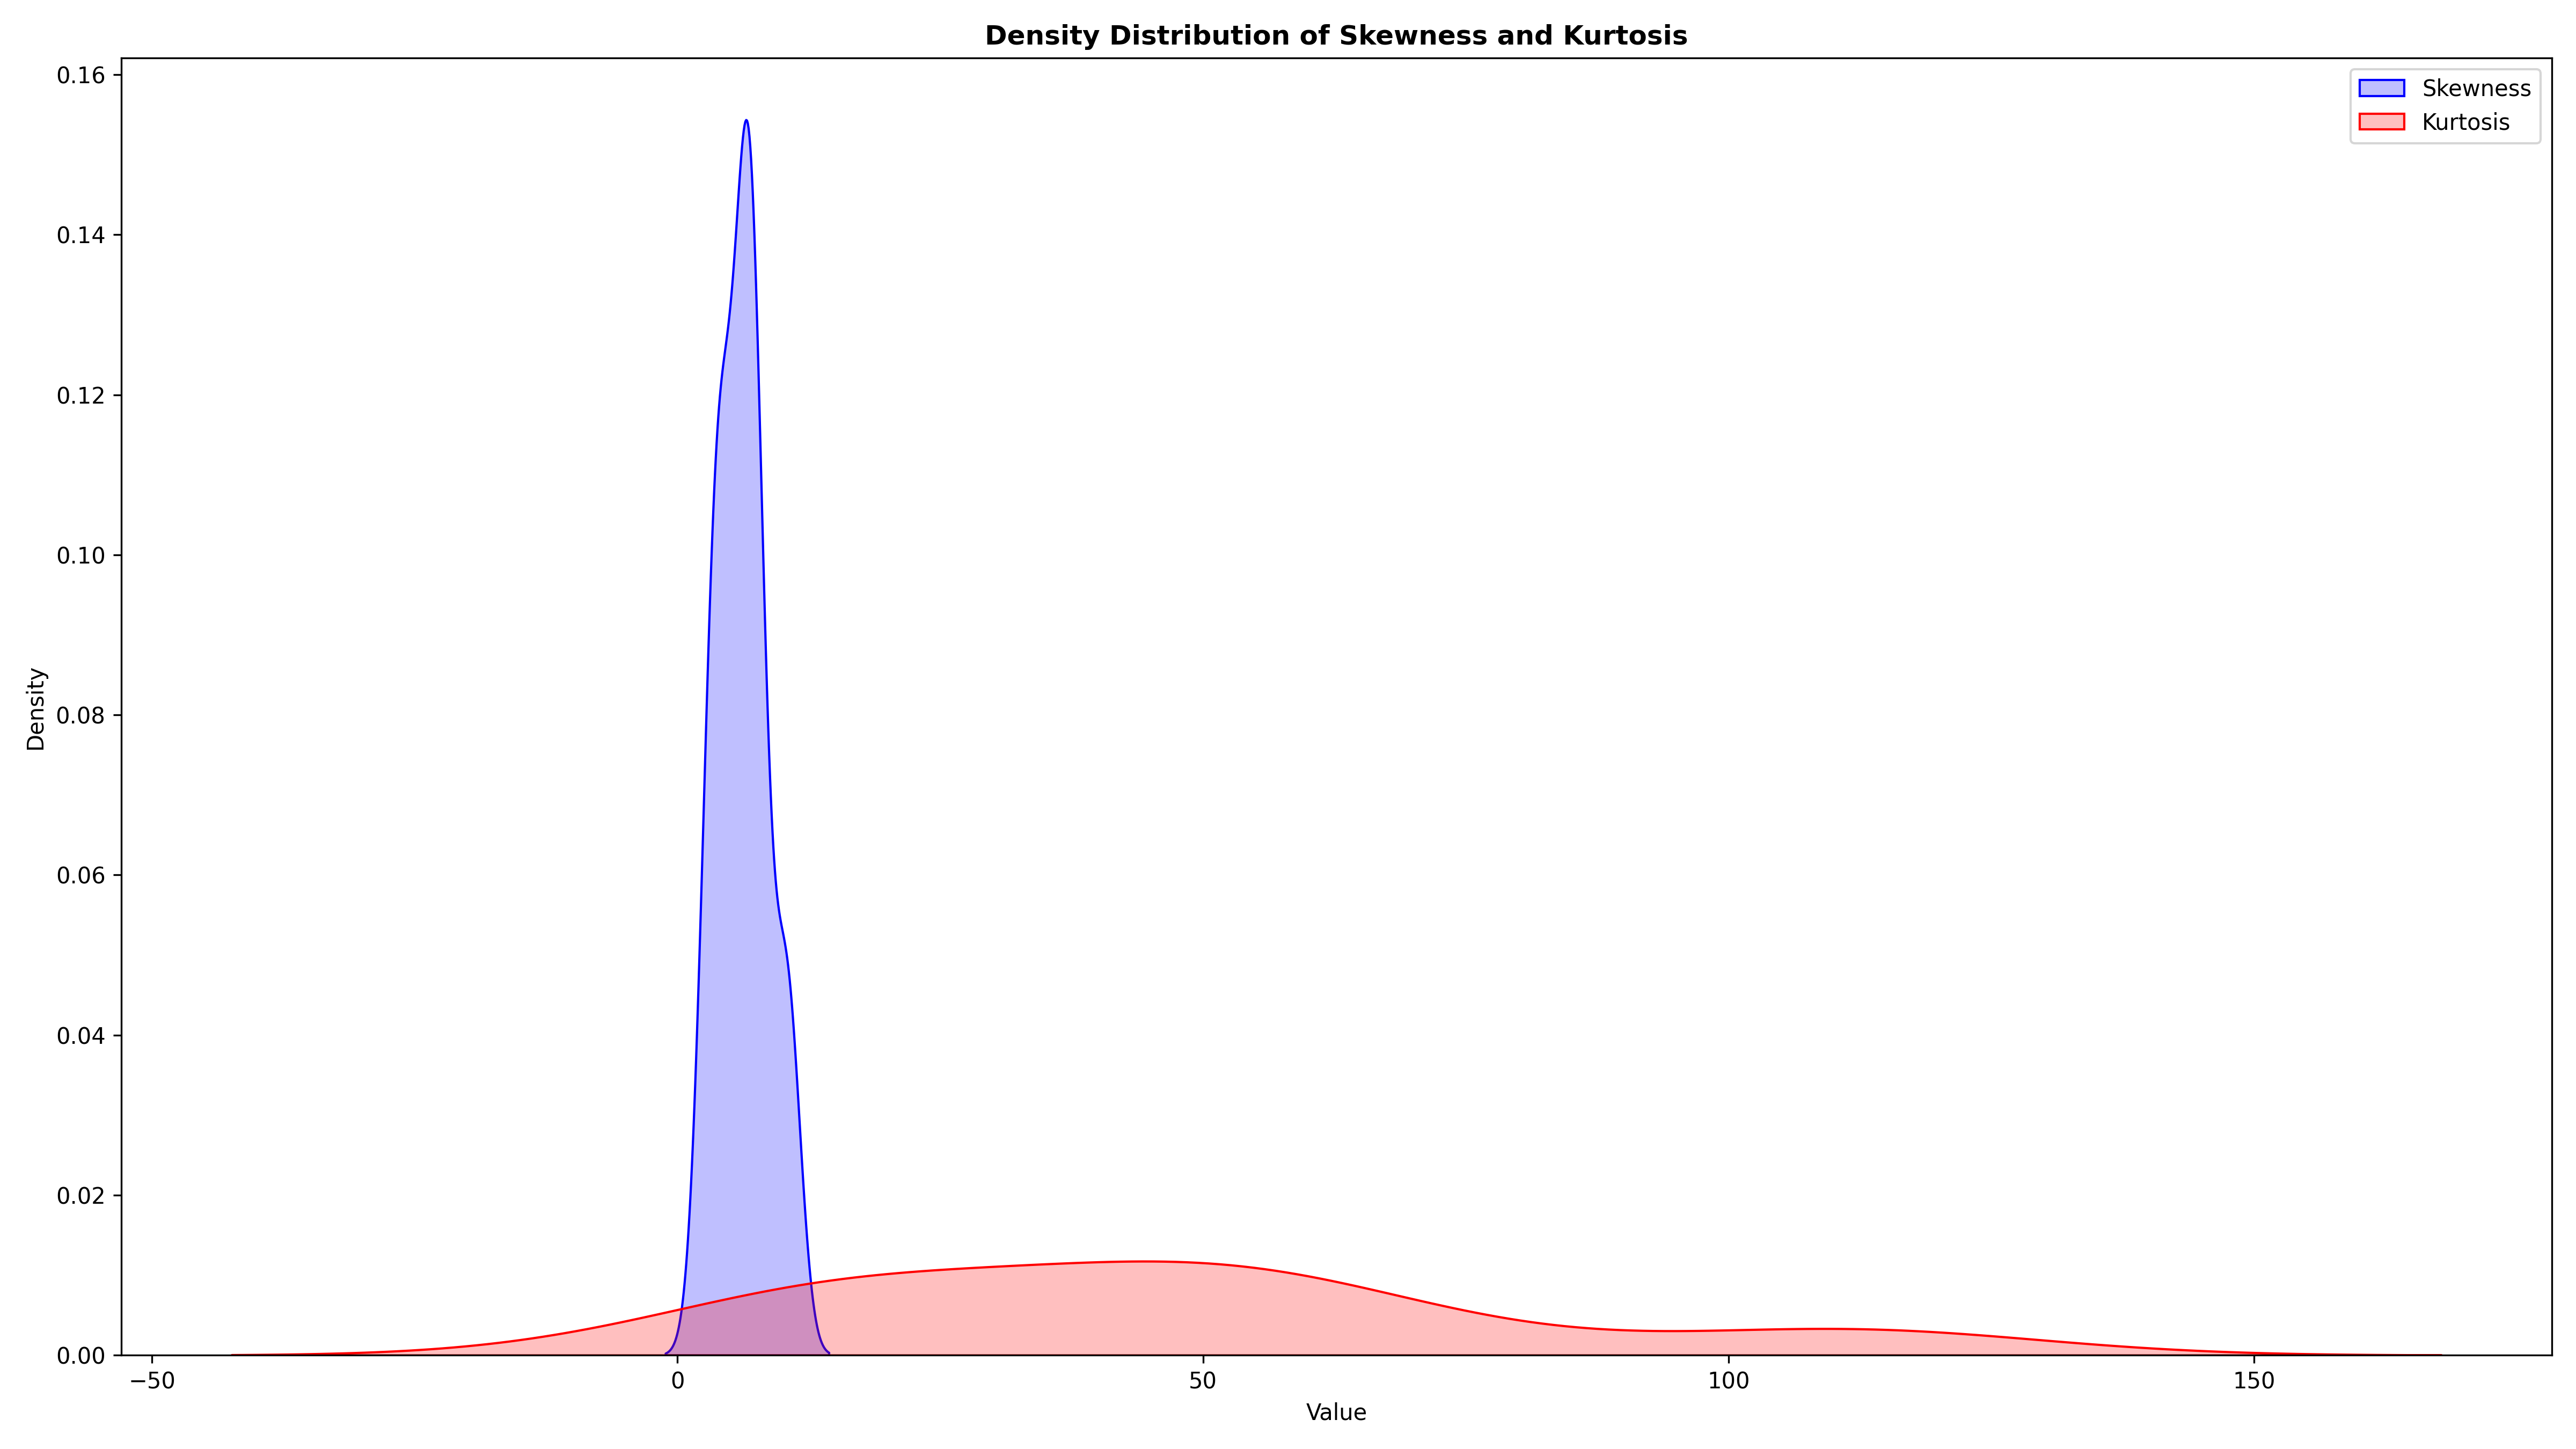 Density Distribution of Skewness and Kurtosis
Skewness
Kurtosis
0.16
0.14
0.12
0.10
0.08
0.06
0.04
0.02
0.00
Density
−50
0
50
100
150
Value